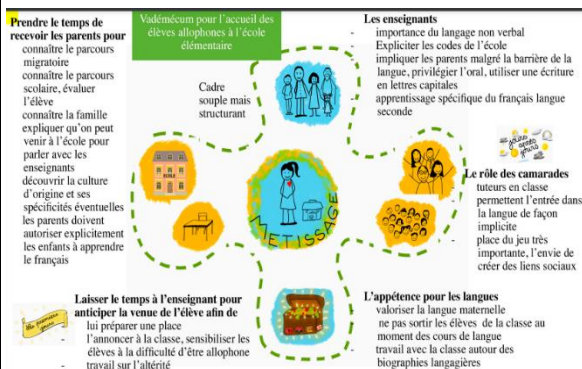 Prendre le temps de
recevoir les parents pour
connaître le parcours
migratoire
connaître le parcours
scolaire, évaluer
l'élève
connaître la famille
expliquer qu'on peut
venir à l'école pour
parler avec les
enseignants
découvrir la culture
d'origine et ses
spécificités éventuelles
les parents doivent
autoriser explicitement
les enfants à apprendre
le français
Vadémécum pour l'accueil des
élèves allophones à l'école
élémentaire
Cadre
souple mais
structurant
Les enseignants
- importance du langage non verbal
- Expliciter les codes de l'école
- impliquer les parents malgré la barrière de la
langue, privilégier l'oral, utiliser une écriture
en lettres capitales
- apprentissage spécifique du français langue
seconde
jours
après
jours
ECOLE
METISSAGE
Le rôle des camarades
- tuteurs en classe
- permettent l'entrée dans
la langue de façon
implicite
- place du jeu très
importante, l'envie de
créer des liens sociaux
Les premiers
jours
Laisser le temps à l'enseignant pour
anticiper la venue de l'élève afin de
- lui préparer une place
- l'annoncer à la classe, sensibiliser les
élèves à la difficulté d'être allophone
- travail sur l'altérité
L'appétence pour les langues
- valoriser la langue maternelle
- ne pas sortir les élèves de la classe au
moment des cours de langue
- travail avec la classe autour des
biographies langagières